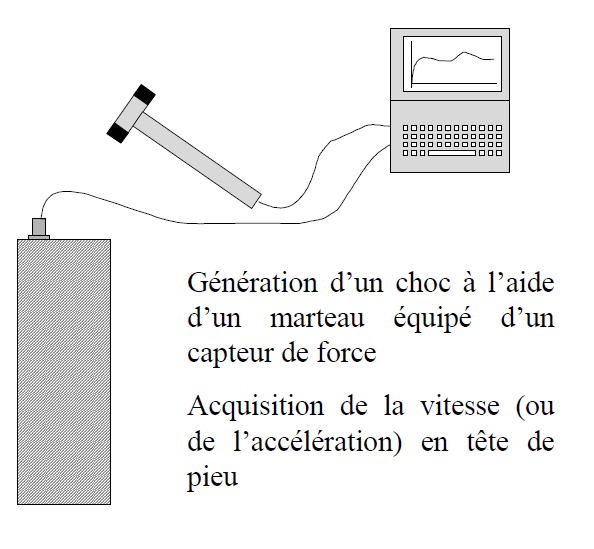 Génération d’un choc à l’aide
d’un marteau équipé d’un
capteur de force
Acquisition de la vitesse (ou
de l’accélération) en tête de
pieu